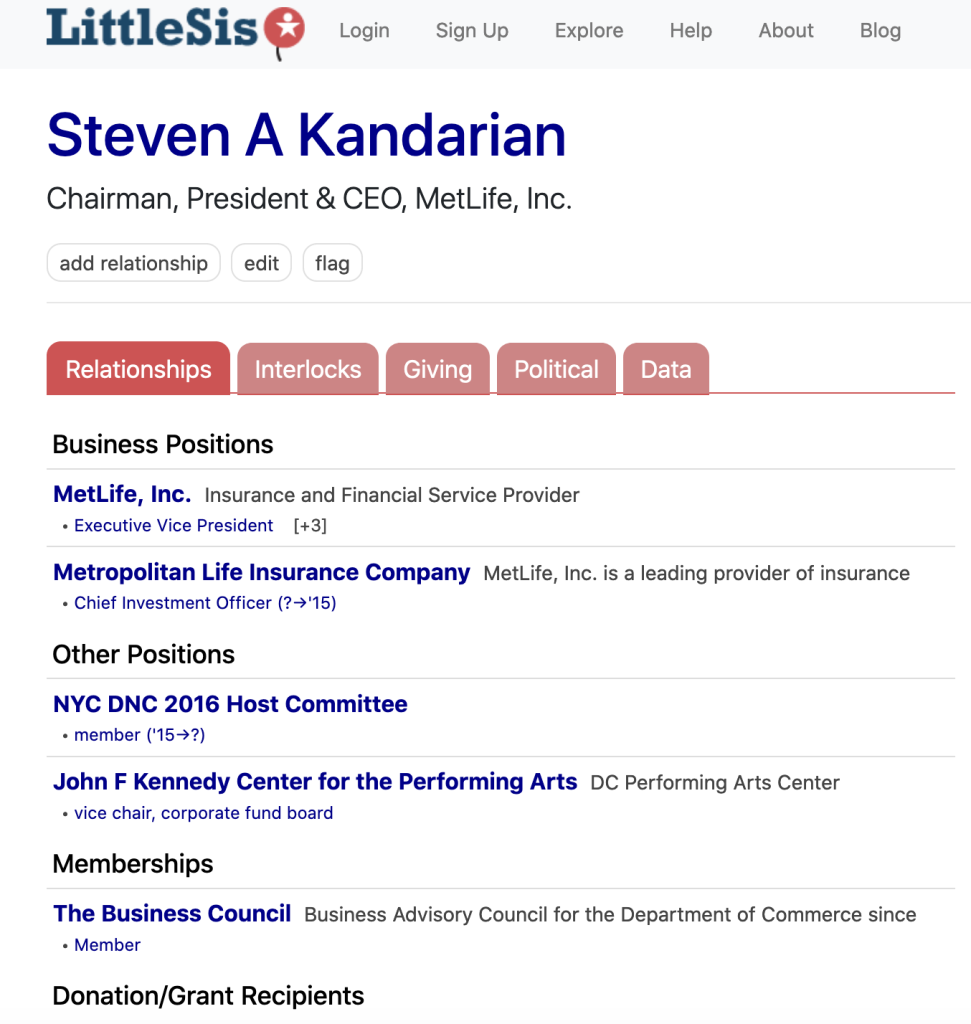 LittleSis Login Sign Up Explore Help About Blog
Steven A Kandarian
Chairman, President & CEO, MetLife, Inc.
add relationship edit flag
Relationships Interlocks Giving Political Data
Business Positions
MetLife, Inc. Insurance and Financial Service Provider
• Executive Vice President [+3]
Metropolitan Life Insurance Company MetLife, Inc. is a leading provider of insurance
• Chief Investment Officer (?→'15)
Other Positions
NYC DNC 2016 Host Committee
• member ('15→?)
John F Kennedy Center for the Performing Arts DC Performing Arts Center
• vice chair, corporate fund board
Memberships
The Business Council Business Advisory Council for the Department of Commerce since
• Member
Donation/Grant Recipients